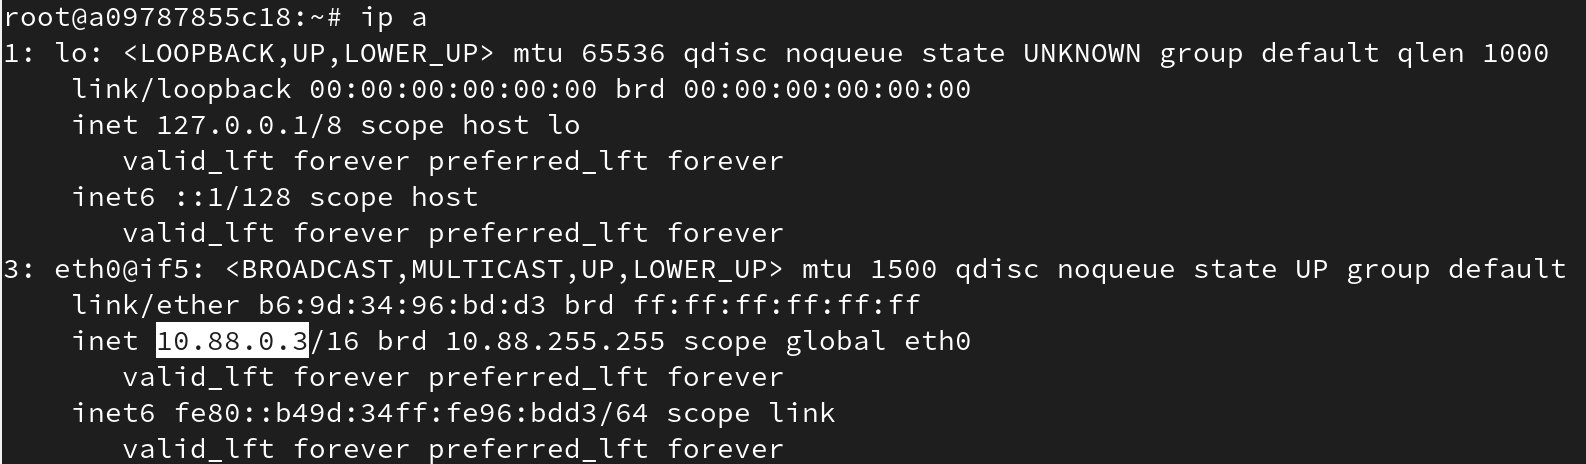 root@a09787855c18:~# ip a
1: lo: <LOOPBACK,UP,LOWER_UP> mtu 65536 qdisc noqueue state UNKNOWN group default qlen 1000
    link/loopback 00:00:00:00:00:00 brd 00:00:00:00:00:00
    inet 127.0.0.1/8 scope host lo
       valid_lft forever preferred_lft forever
    inet6 ::1/128 scope host
       valid_lft forever preferred_lft forever
3: eth0@if5: <BROADCAST,MULTICAST,UP,LOWER_UP> mtu 1500 qdisc noqueue state UP group default
    link/ether b6:9d:34:96:bd:d3 brd ff:ff:ff:ff:ff:ff
    inet 10.88.0.3/16 brd 10.88.255.255 scope global eth0
       valid_lft forever preferred_lft forever
    inet6 fe80::b49d:34ff:fe96:bdd3/64 scope link
       valid_lft forever preferred_lft forever